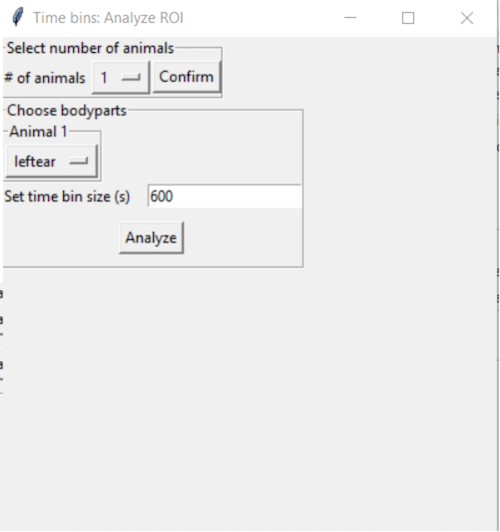 Time bins: Analyze ROI
Select number of animals
# of animals 1 Confirm
Choose bodyparts
Animal 1
leftear
Set time bin size (s) 600
Analyze